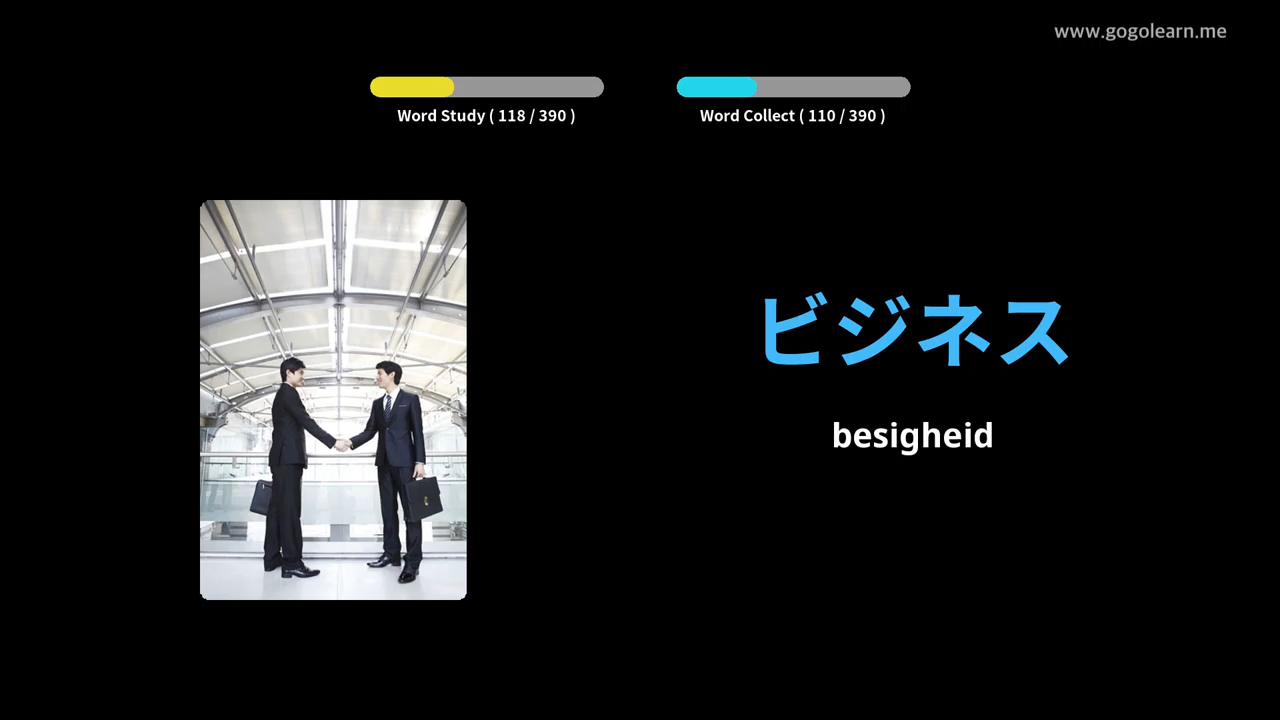 www.gogolearn.me
Word Study ( 118 / 390 )
Word Collect ( 110 / 390 )
ビジネス
besigheid